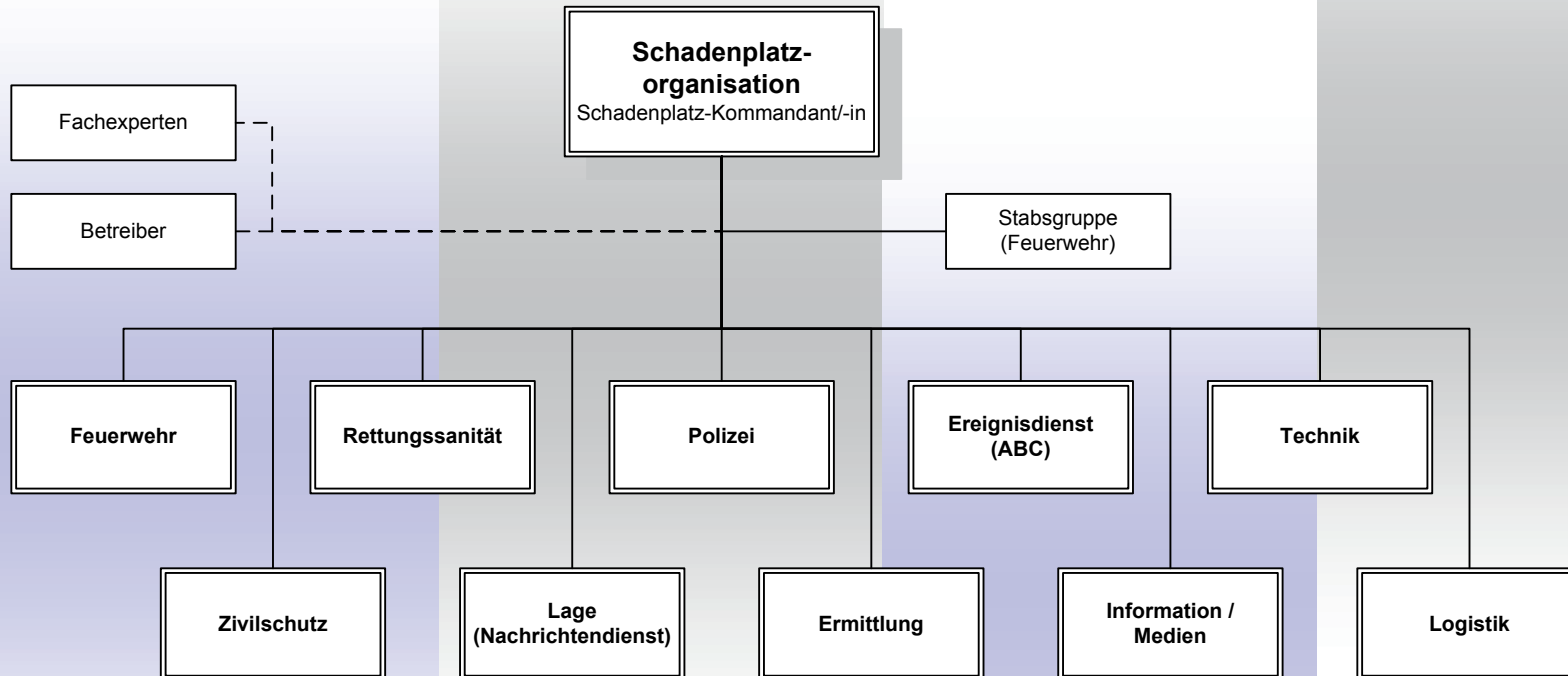 Schadenplatz-
organisation
Schadenplatz-Kommandant/-in
Fachexperten
Betreiber
Stabsgruppe
(Feuerwehr)
Feuerwehr
Rettungssanität
Polizei
Ereignisdienst
(ABC)
Technik
Zivilschutz
Lage
(Nachrichtendienst)
Ermittlung
Information /
Medien
Logistik